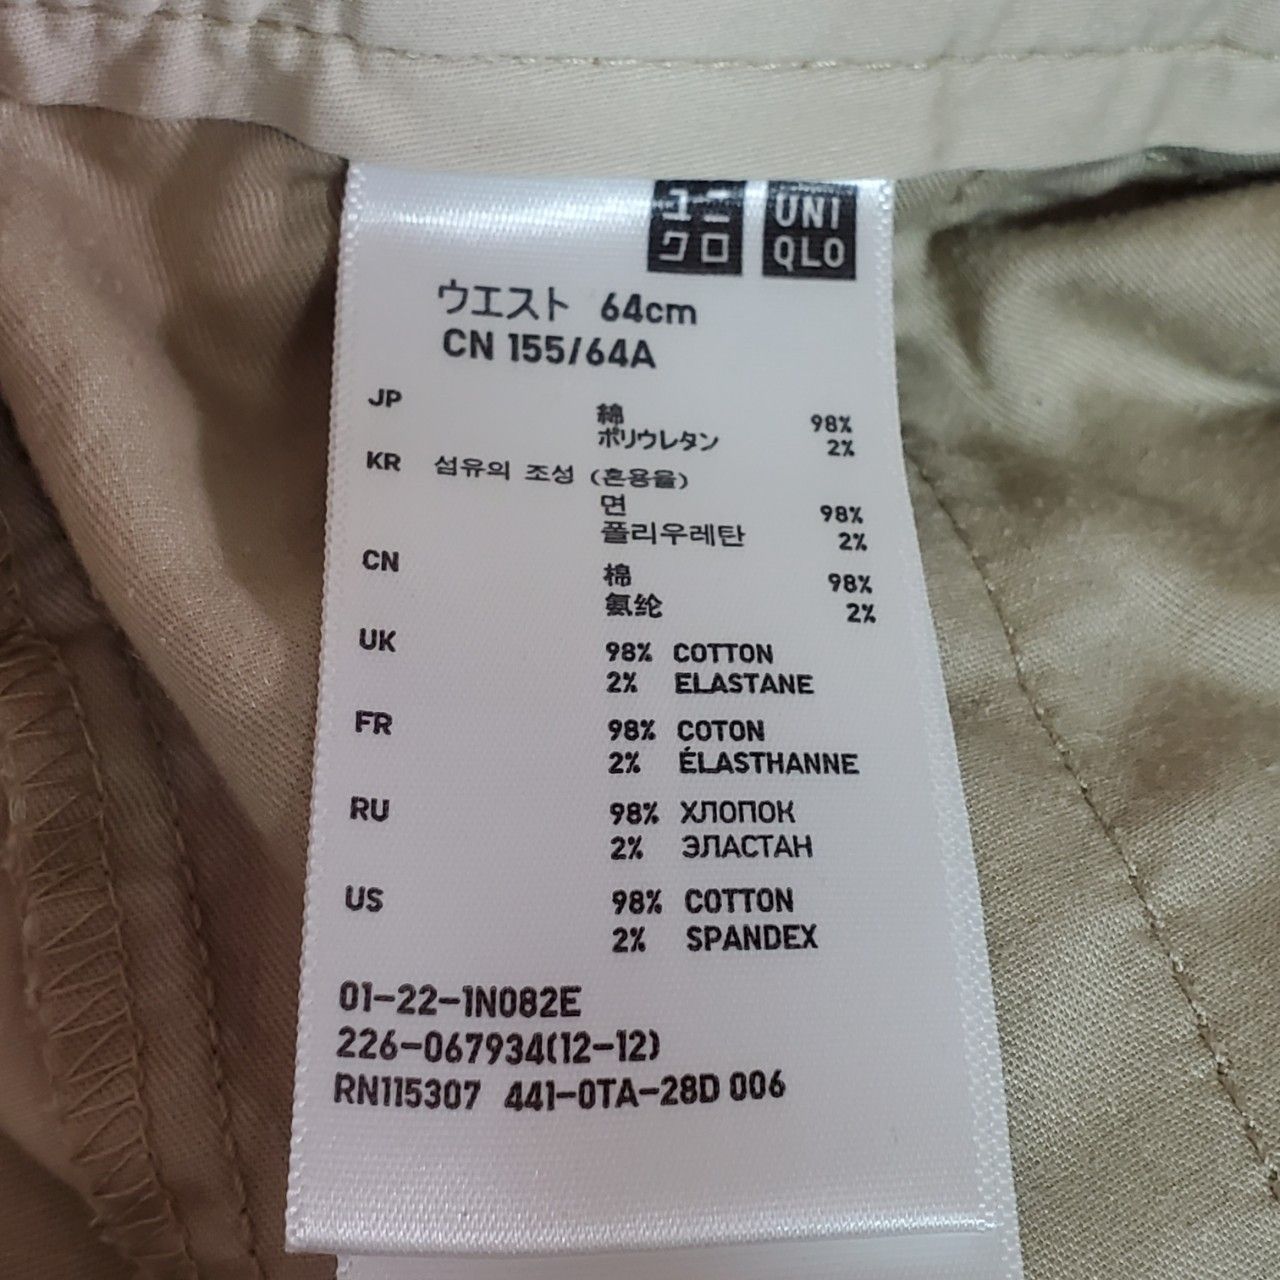 ユニ
クロ
UNI
QLO
ウエスト 64cm
CN 155/64A
JP 綿 98%
ポリウレタン 2%
KR 섬유의 조성 (혼용율)
면 98%
폴리우레탄 2%
CN 棉 98%
氨纶 2%
UK 98% COTTON
2% ELASTANE
FR 98% COTON
2% ÉLASTHANNE
RU 98% ХЛОПОК
2% ЭЛАСТАН
US 98% COTTON
2% SPANDEX
01-22-1N082E
226-067934(12-12)
RN115307 441-0TA-28D 006